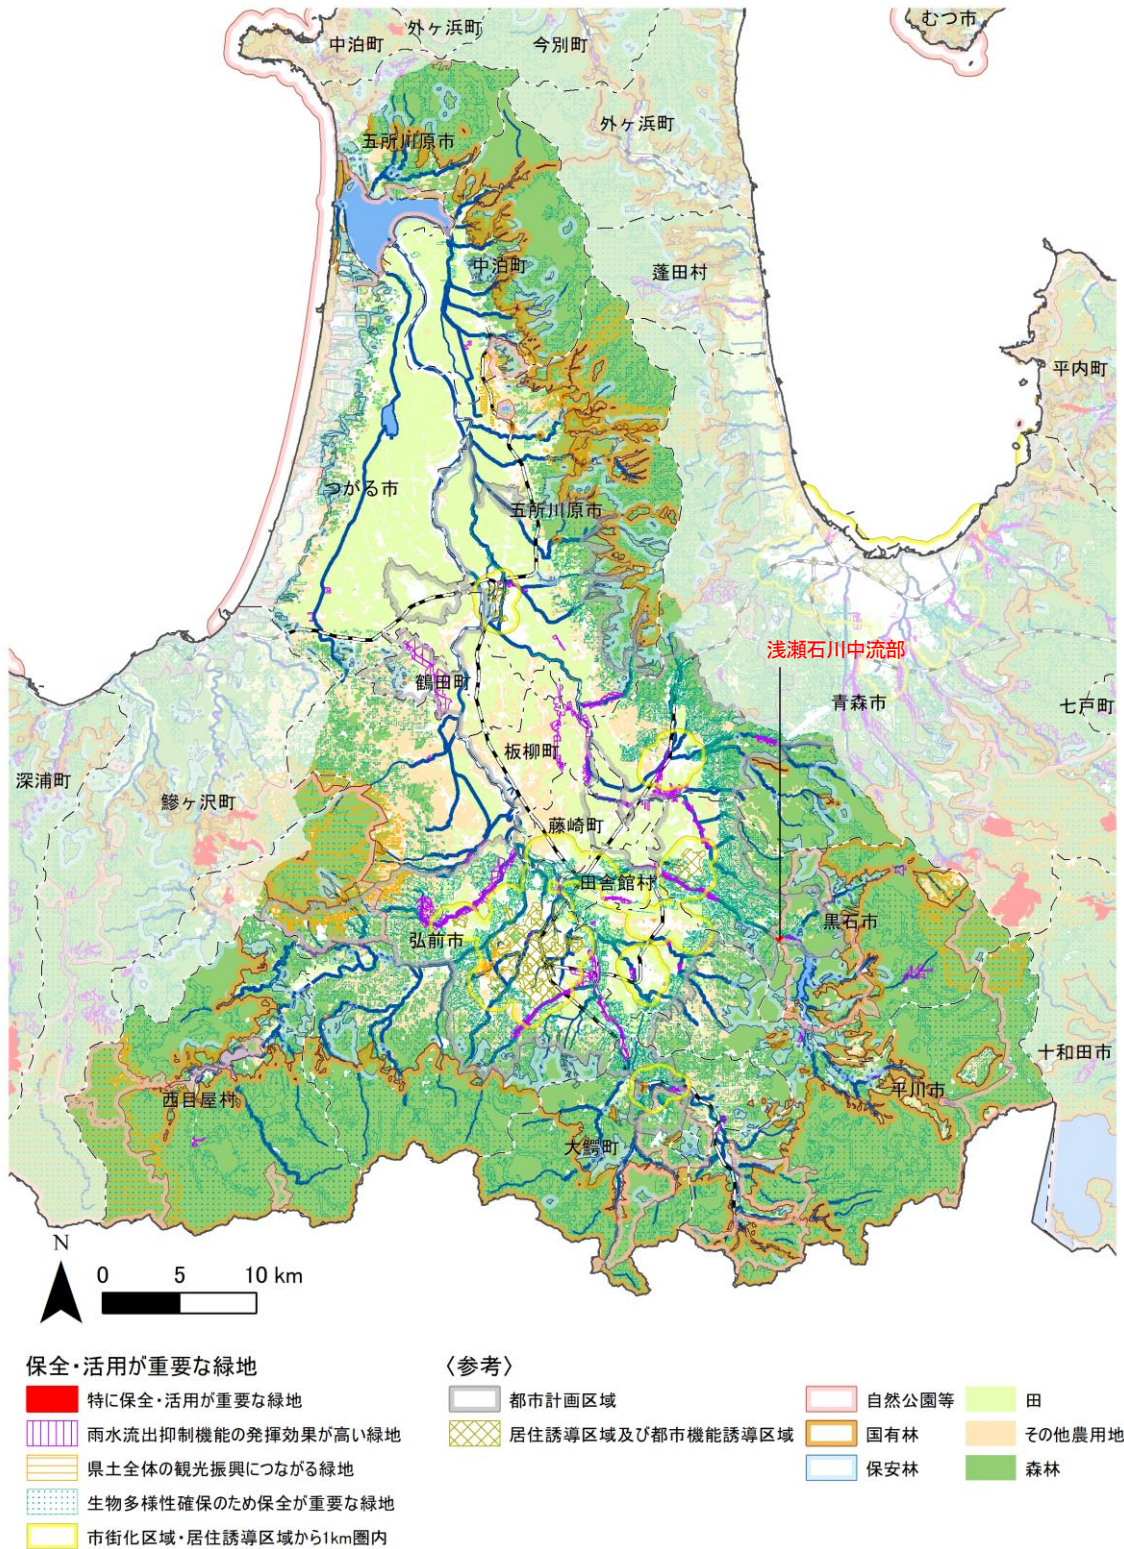 むつ市
中泊町
外ヶ浜町
今別町
外ヶ浜町
五所川原市
中泊町
蓬田村
平内町
つがる市
五所川原市
浅瀬石川中流部
鶴田町
青森市
七戸町
板柳町
深浦町
鰺ヶ沢町
藤崎町
田舎館村
黒石市
弘前市
十和田市
西目屋村
平川市
大鰐町
N
0 5 10 km
保全・活用が重要な緑地
特に保全・活用が重要な緑地
雨水流出抑制機能の発揮効果が高い緑地
県土全体の観光振興につながる緑地
生物多様性確保のため保全が重要な緑地
市街化区域・居住誘導区域から1km圏内
〈参考〉
都市計画区域
居住誘導区域及び都市機能誘導区域
自然公園等
国有林
保安林
田
その他農用地
森林